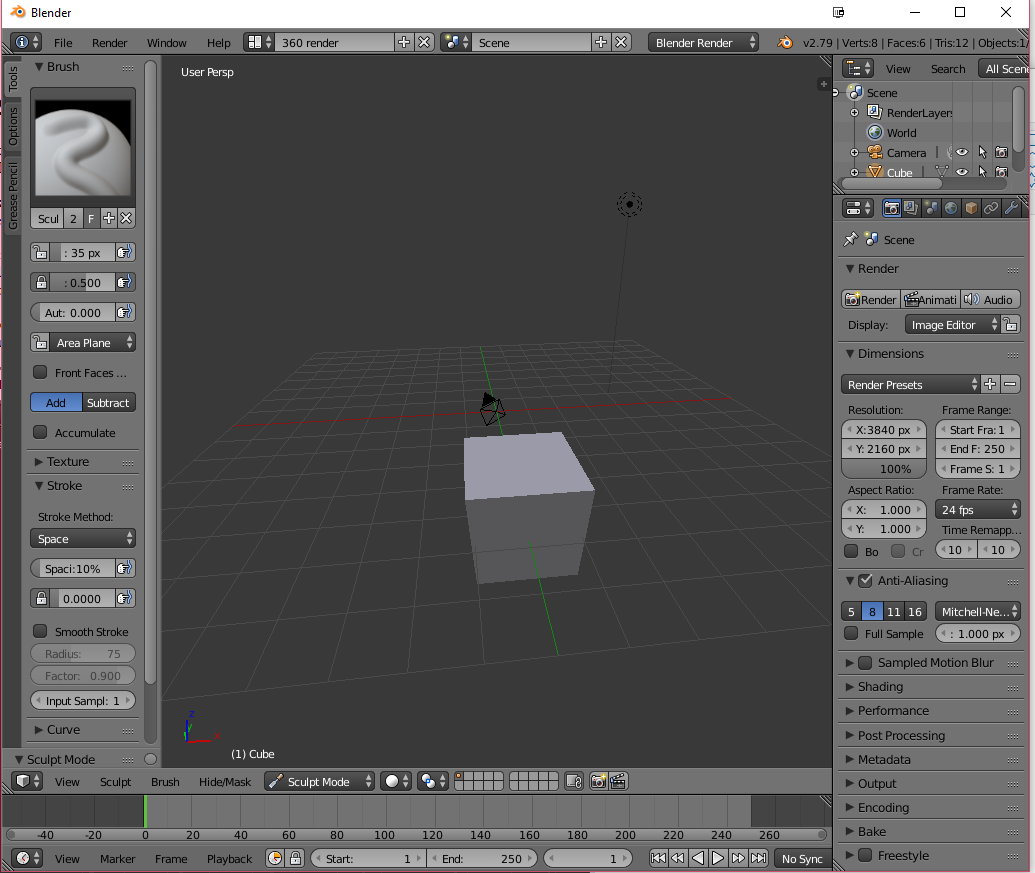 Blender
File Render Window Help 360 render Scene Blender Render v2.79 | Verts:8 | Faces:6 | Tris:12 | Objects:1/
Tools
Options
Grease Pencil
Brush
Scul 2 F
: 35 px
: 0.500
Aut: 0.000
Area Plane
Front Faces ...
Add Subtract
Accumulate
Texture
Stroke
Stroke Method:
Space
Spaci:10%
0.0000
Smooth Stroke
Radius: 75
Factor: 0.900
Input Sampl: 1
Curve
Sculpt Mode
User Persp
z
x
(1) Cube
View Sculpt Brush Hide/Mask Sculpt Mode
-40 -20 0 20 40 60 80 100 120 140 160 180 200 220 240 260
View Marker Frame Playback Start: 1 End: 250 1 No Sync
View Search All Scene
Scene
RenderLayers
World
Camera |
Cube |
Scene
Render
Render Animati Audio
Display: Image Editor
Dimensions
Render Presets
Resolution: Frame Range:
X:3840 px Start Fra: 1
Y: 2160 px End F: 250
100% Frame S: 1
Aspect Ratio: Frame Rate:
X: 1.000 24 fps
Y: 1.000 Time Remapp...
Bo Cr 10 10
Anti-Aliasing
5 8 11 16 Mitchell-Ne...
Full Sample : 1.000 px
Sampled Motion Blur
Shading
Performance
Post Processing
Metadata
Output
Encoding
Bake
Freestyle